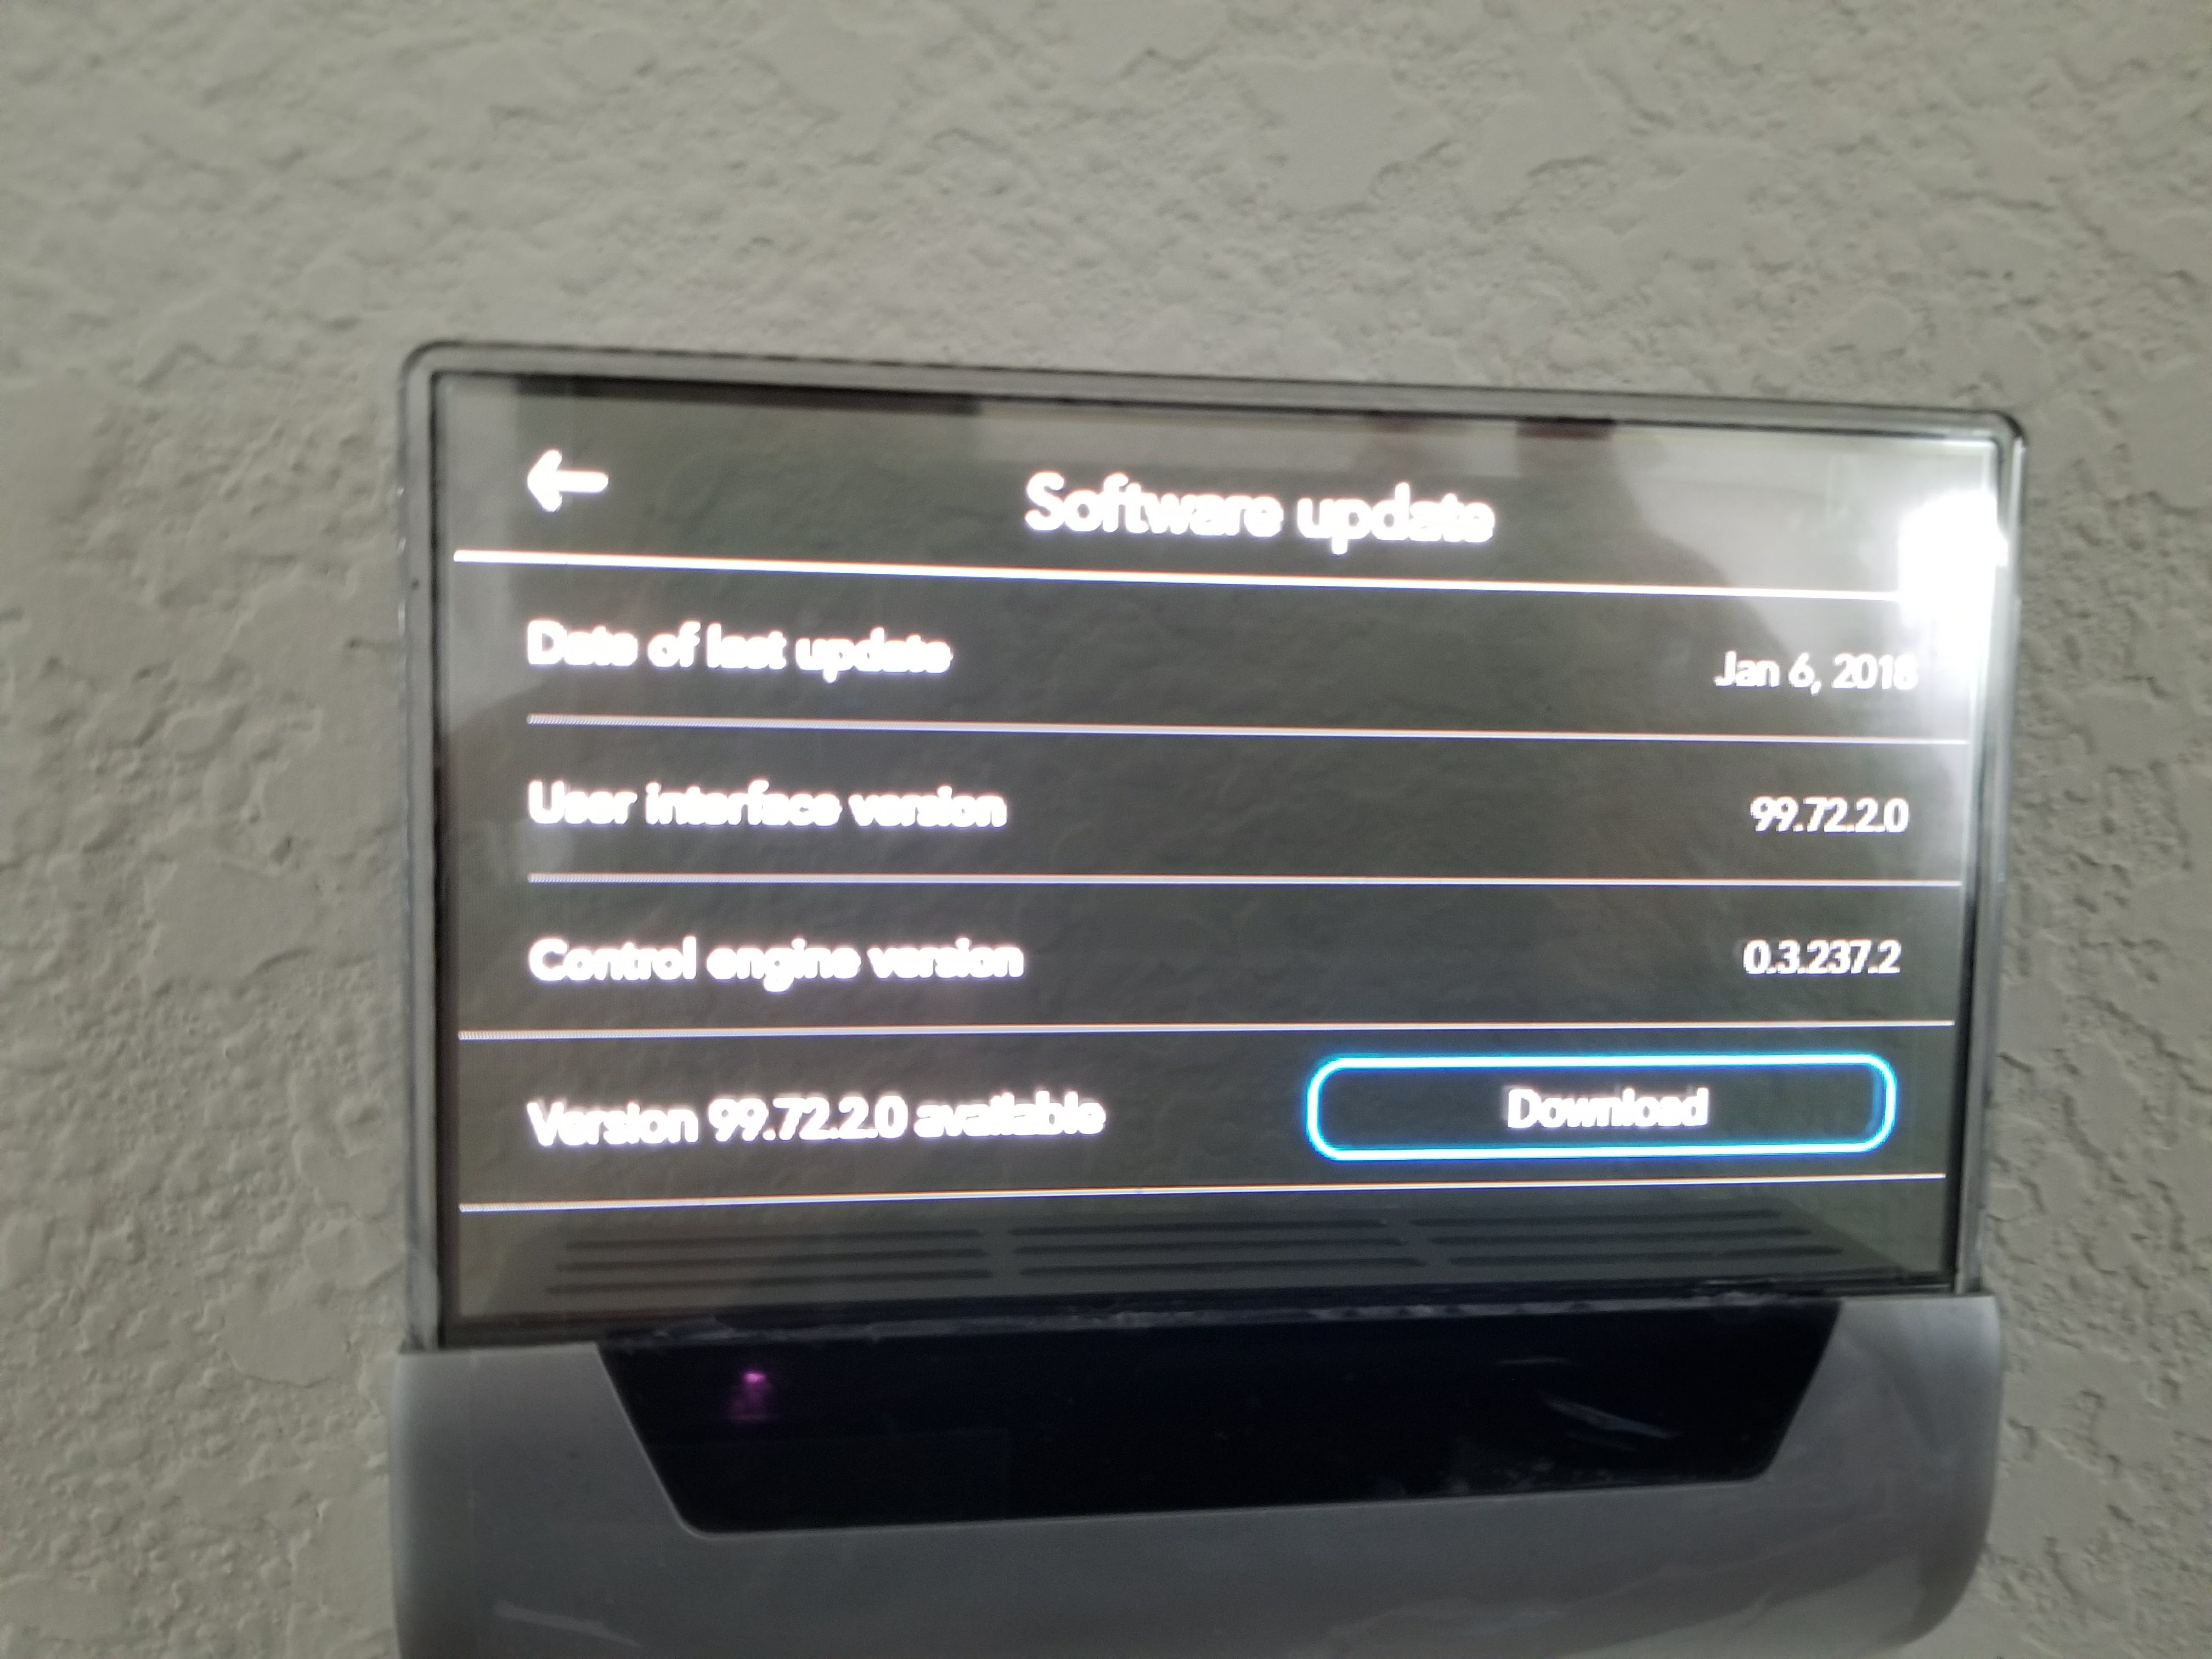 Software update
Date of last update Jan 6, 2018
User interface version 99.72.2.0
Control engine version 0.3.237.2
Version 99.72.2.0 available Download